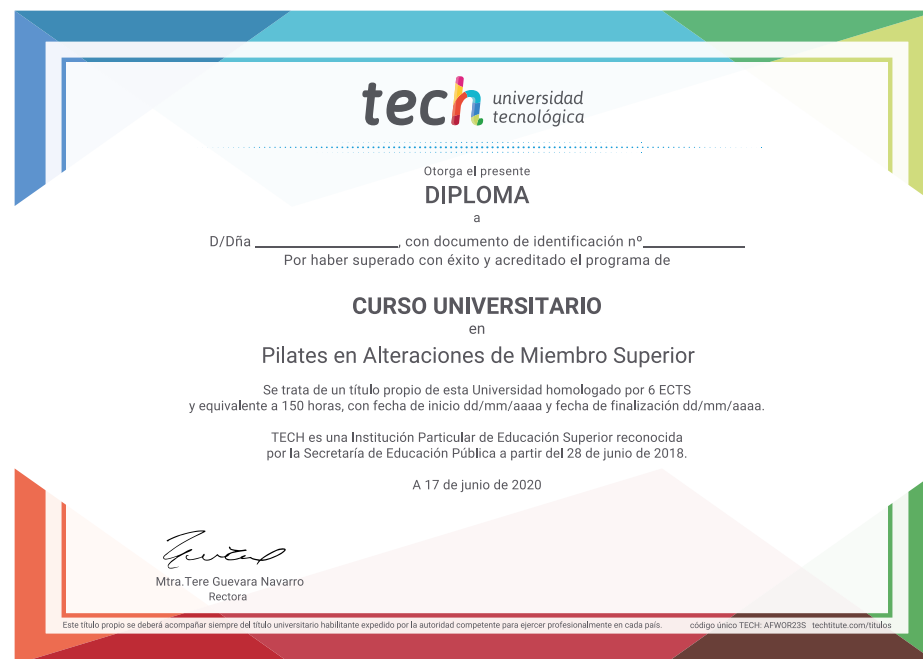 tech universidad
tecnológica
Otorga el presente
DIPLOMA
a
D/Dña ____________, con documento de identificación nº_________
Por haber superado con éxito y acreditado el programa de
CURSO UNIVERSITARIO
en
Pilates en Alteraciones de Miembro Superior
Se trata de un título propio de esta Universidad homologado por 6 ECTS
y equivalente a 150 horas, con fecha de inicio dd/mm/aaaa y fecha de finalización dd/mm/aaaa.
TECH es una Institución Particular de Educación Superior reconocida
por la Secretaría de Educación Pública a partir del 28 de junio de 2018.
A 17 de junio de 2020
Mtra.Tere Guevara Navarro
Rectora
Este título propio se deberá acompañar siempre del título universitario habilitante expedido por la autoridad competente para ejercer profesionalmente en cada país. código único TECH: AFWOR23S techtitute.com/titulos